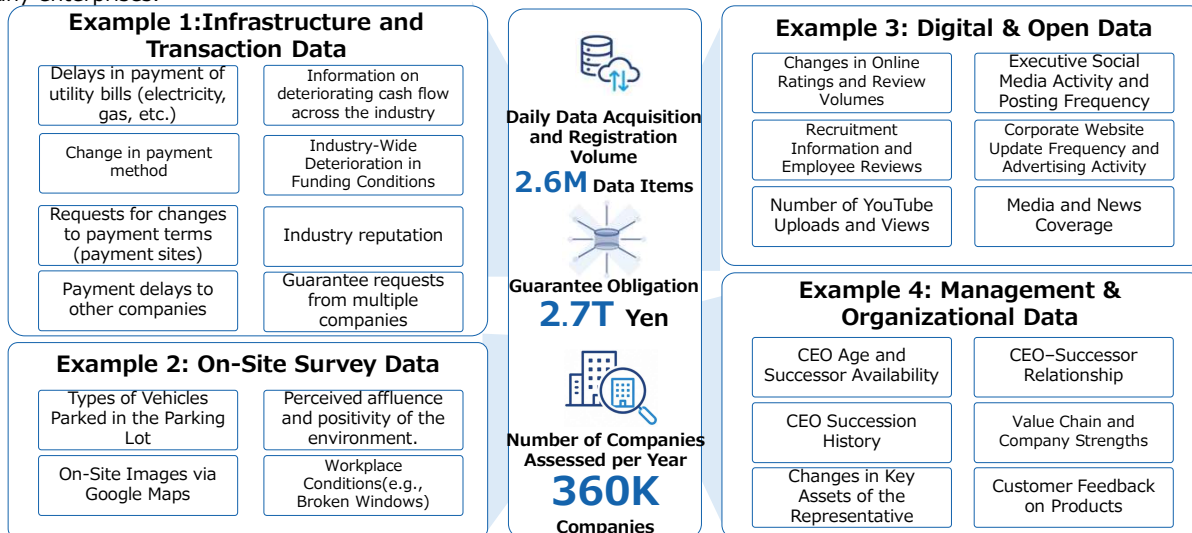 Example 1:Infrastructure and
Transaction Data
Delays in payment of
utility bills (electricity,
gas, etc.)
Information on
deteriorating cash flow
across the industry
Change in payment
method
Industry-Wide
Deterioration in
Funding Conditions
Requests for changes
to payment terms
(payment sites)
Industry reputation
Payment delays to
other companies
Guarantee requests
from multiple
companies
Example 2: On-Site Survey Data
Types of Vehicles
Parked in the Parking
Lot
Perceived affluence
and positivity of the
environment.
On-Site Images via
Google Maps
Workplace
Conditions(e.g.,
Broken Windows)
Daily Data Acquisition
and Registration
Volume
2.6M Data Items
Guarantee Obligation
2.7T Yen
Number of Companies
Assessed per Year
360K
Companies
Example 3: Digital & Open Data
Changes in Online
Ratings and Review
Volumes
Executive Social
Media Activity and
Posting Frequency
Recruitment
Information and
Employee Reviews
Corporate Website
Update Frequency and
Advertising Activity
Number of YouTube
Uploads and Views
Media and News
Coverage
Example 4: Management &
Organizational Data
CEO Age and
Successor Availability
CEO–Successor
Relationship
CEO Succession
History
Value Chain and
Company Strengths
Changes in Key
Assets of the
Representative
Customer Feedback
on Products